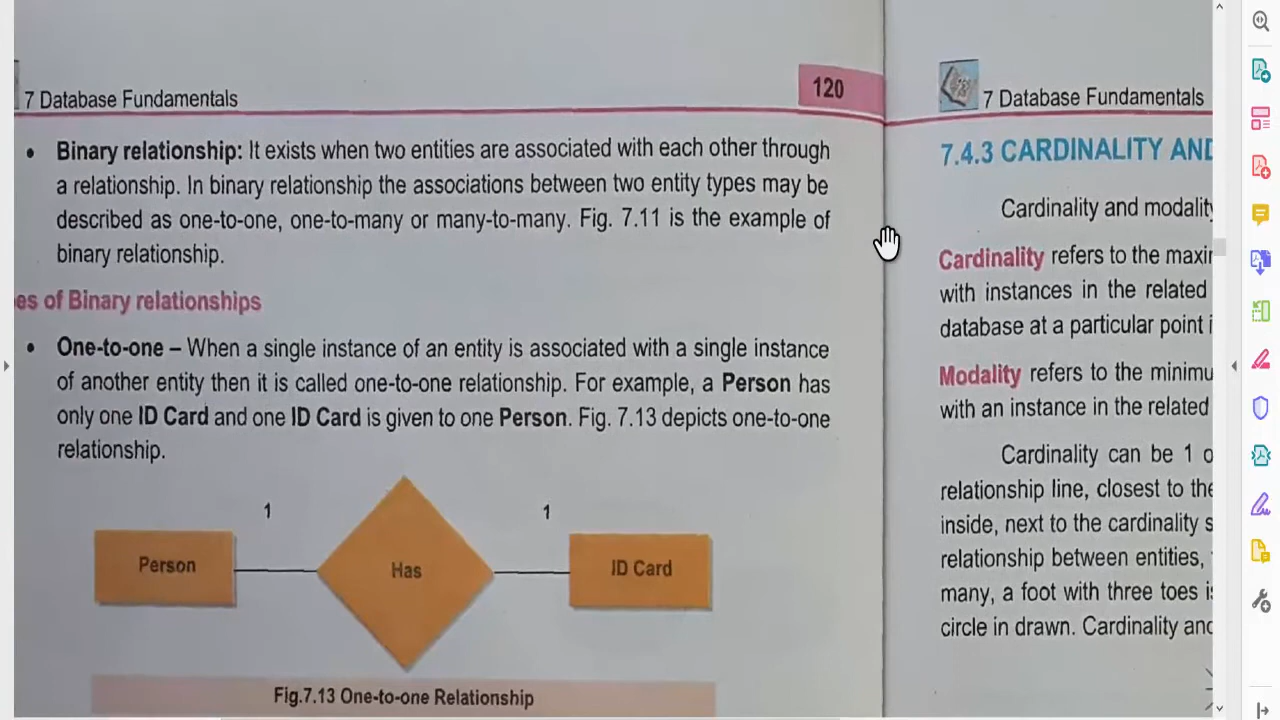 7 Database Fundamentals
120
• Binary relationship: It exists when two entities are associated with each other through
a relationship. In binary relationship the associations between two entity types may be
described as one-to-one, one-to-many or many-to-many. Fig. 7.11 is the example of
binary relationship.
es of Binary relationships
• One-to-one – When a single instance of an entity is associated with a single instance
of another entity then it is called one-to-one relationship. For example, a Person has
only one ID Card and one ID Card is given to one Person. Fig. 7.13 depicts one-to-one
relationship.
1
1
Person
Has
ID Card
Fig.7.13 One-to-one Relationship
7 Database Fundamentals
7.4.3 CARDINALITY AND
Cardinality and modality
Cardinality refers to the maxi
with instances in the related
database at a particular point i
Modality refers to the minimu
with an instance in the related
Cardinality can be 1 o
relationship line, closest to the
inside, next to the cardinality s
relationship between entities,
many, a foot with three toes is
circle in drawn. Cardinality and